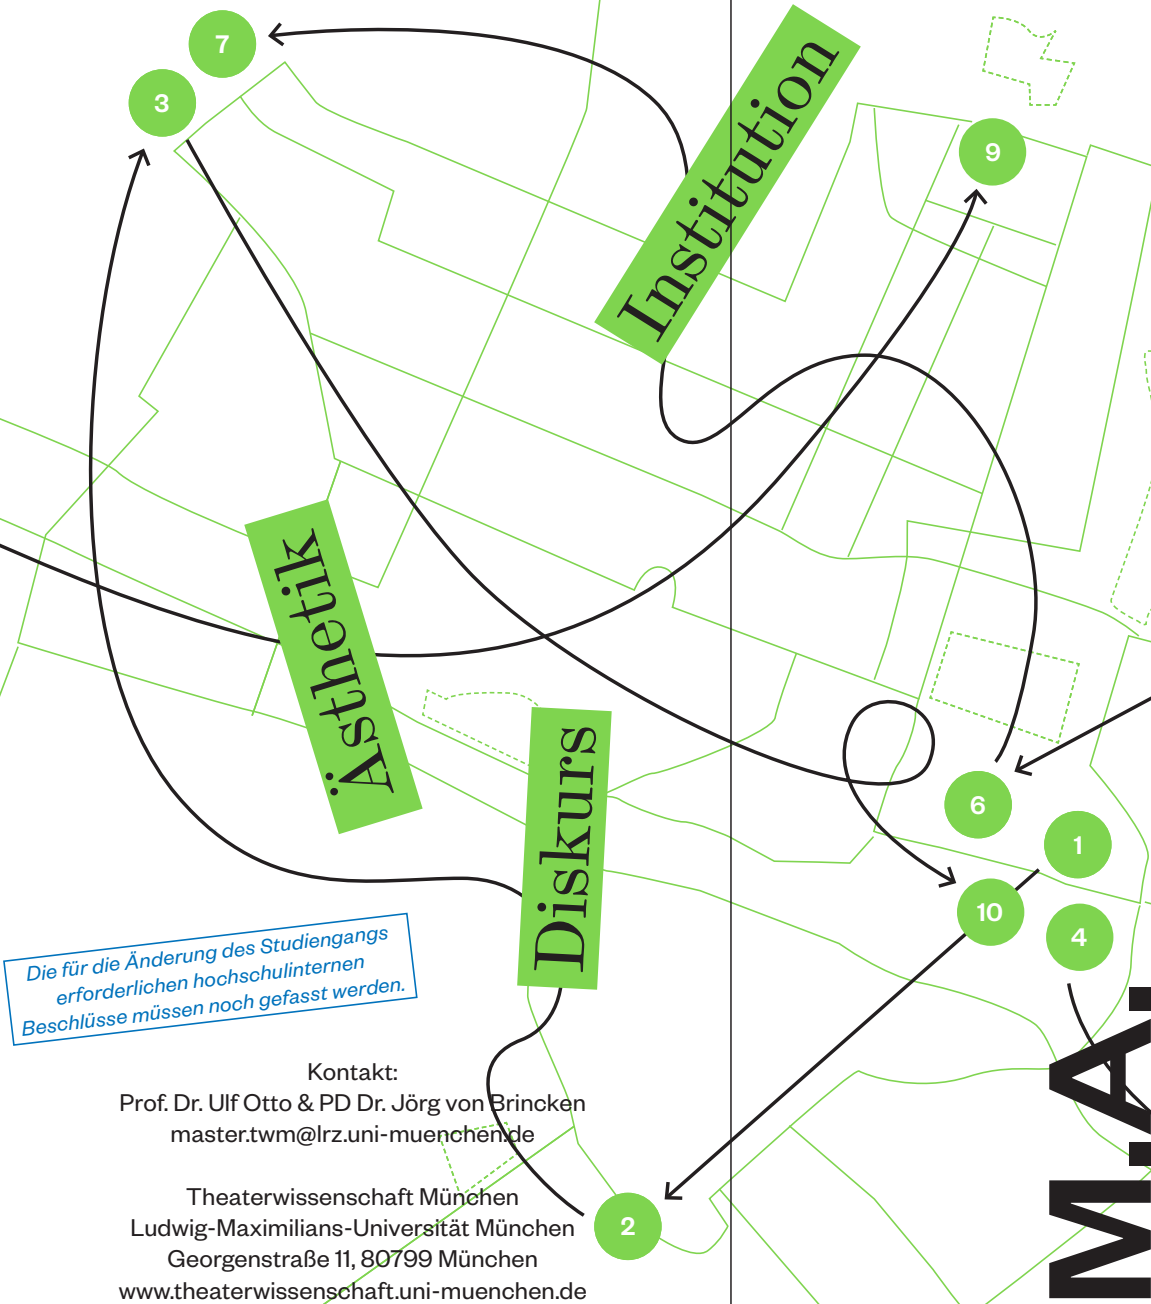 7
3
Institution
9
Ästhetik
Diskurs
6
1
10
4
Die für die Änderung des Studiengangs
erforderlichen hochschulinternen
Beschlüsse müssen noch gefasst werden.
Kontakt:
Prof. Dr. Ulf Otto & PD Dr. Jörg von Brincken
master.twm@lrz.uni-muenchen.de
Theaterwissenschaft München
Ludwig-Maximilians-Universität München
Georgenstraße 11, 80799 München
www.theaterwissenschaft.uni-muenchen.de
2
M.A.: